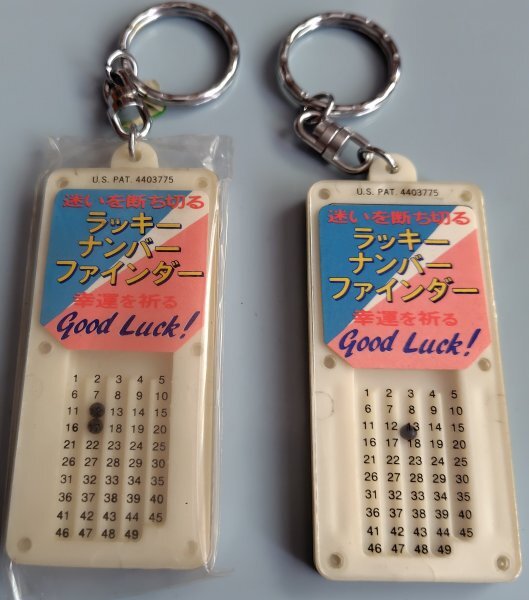 U.S. PAT. 4403775
迷いを断ち切る
ラッキー
ナンバー
ファインダー
幸運を祈る
Good Luck!
1 2 3 4 5
6 7 8 9 10
11 13 14 15
16 18 19 20
21 22 23 24 25
26 27 28 29 30
31 32 33 34 35
36 37 38 39 40
41 42 43 44 45
46 47 48 49
U.S. PAT. 4403775
迷いを断ち切る
ラッキー
ナンバー
ファインダー
幸運を祈る
Good Luck!
1 2 3 4 5
6 7 8 9 10
11 12 13 14 15
16 17 18 19 20
21 22 23 24 25
26 27 28 29 30
31 32 33 34 35
36 37 38 39 40
41 42 43 44 45
46 47 48 49